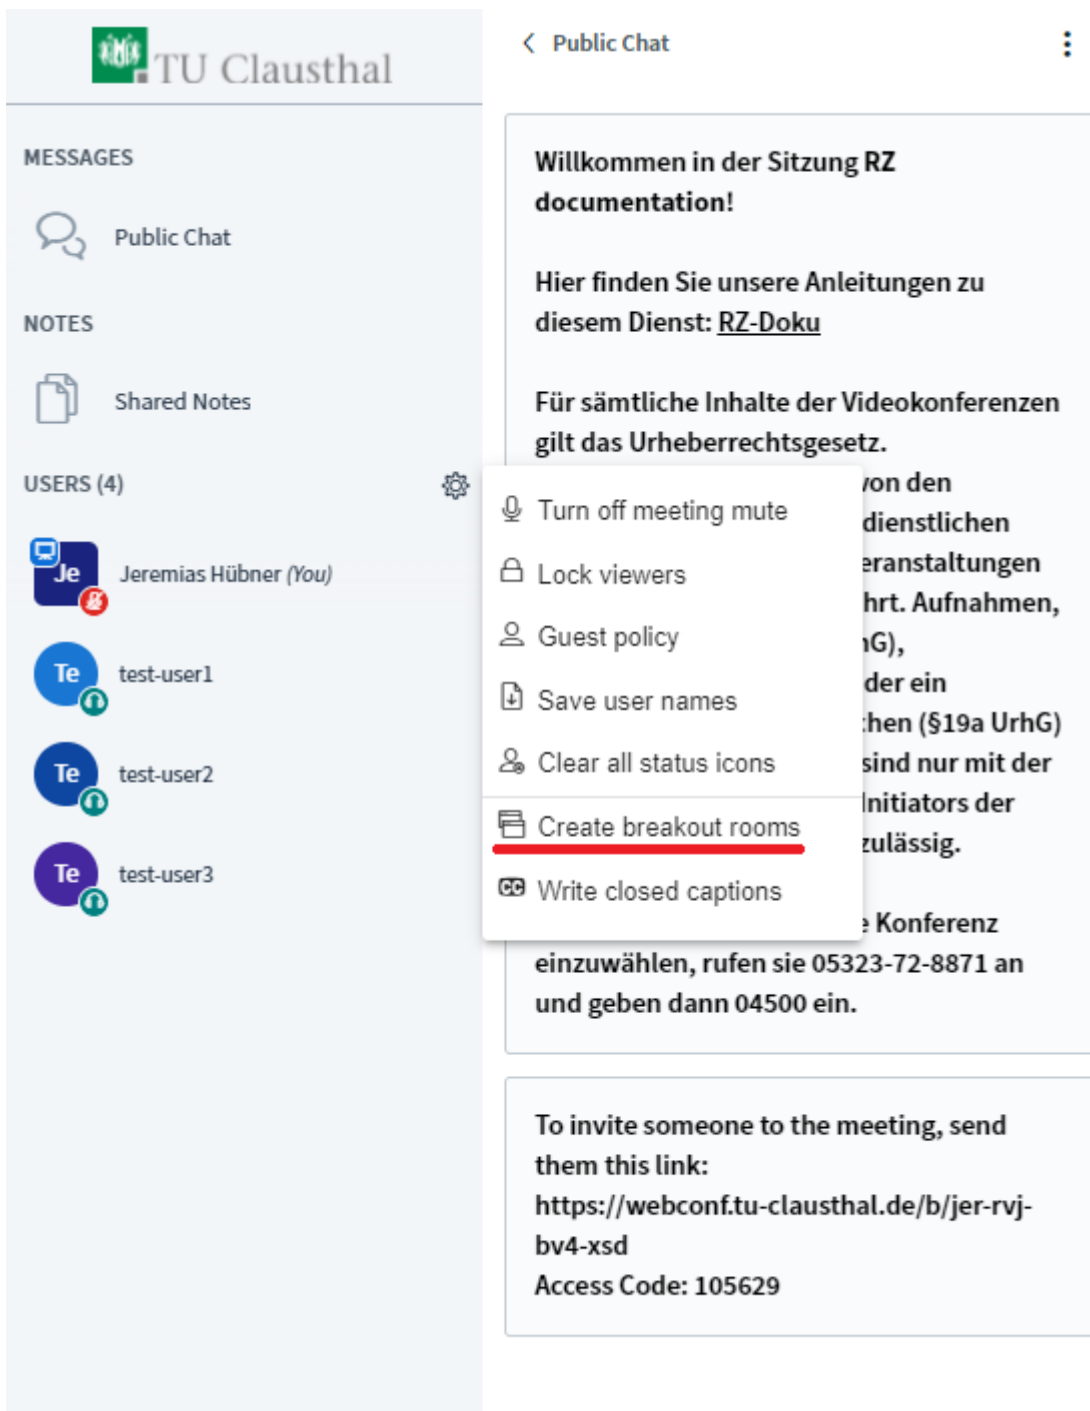 TU Clausthal
MESSAGES
Public Chat
NOTES
Shared Notes
USERS (4)
Je
Jeremias Hübner (You)
Te
test-user1
Te
test-user2
Te
test-user3
Public Chat
Willkommen in der Sitzung RZ
documentation!
Hier finden Sie unsere Anleitungen zu
diesem Dienst: RZ-Doku
Für sämtliche Inhalte der Videokonferenzen
gilt das Urheberrechtsgesetz.
von den
dienstlichen
hrt. Aufnahmen,
der ein
(§19a UrhG)
sind nur mit der
Initiators der
zulässig.
Konferenz
einzuwählen, rufen sie 05323-72-8871 an
und geben dann 04500 ein.
Turn off meeting mute
Lock viewers
Guest policy
Save user names
Clear all status icons
Create breakout rooms
CC Write closed captions
To invite someone to the meeting, send
them this link:
https://webconf.tu-clausthal.de/b/jer-rvj-
bv4-xsd
Access Code: 105629